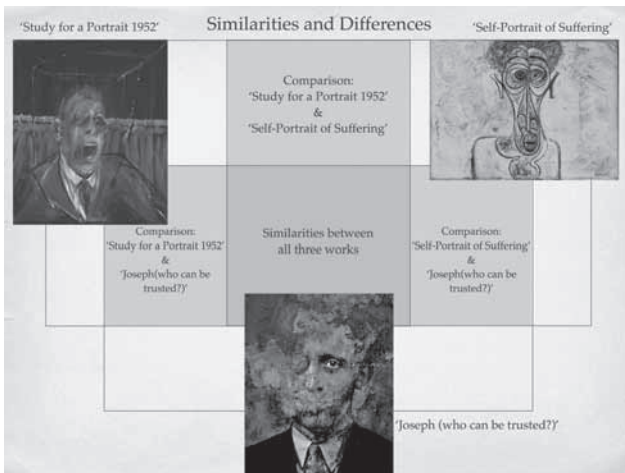 Similarities and Differences
'Study for a Portrait 1952'
'Self-Portrait of Suffering'
Comparison:
'Study for a Portrait 1952'
&
'Self-Portrait of Suffering'
Comparison:
'Study for a Portrait 1952'
&
'Joseph(who can be
trusted?)'
Similarities between
all three works
Comparison:
'Self-Portrait of Suffering'
&
'Joseph(who can be
trusted?)'
'Joseph (who can be trusted?)'